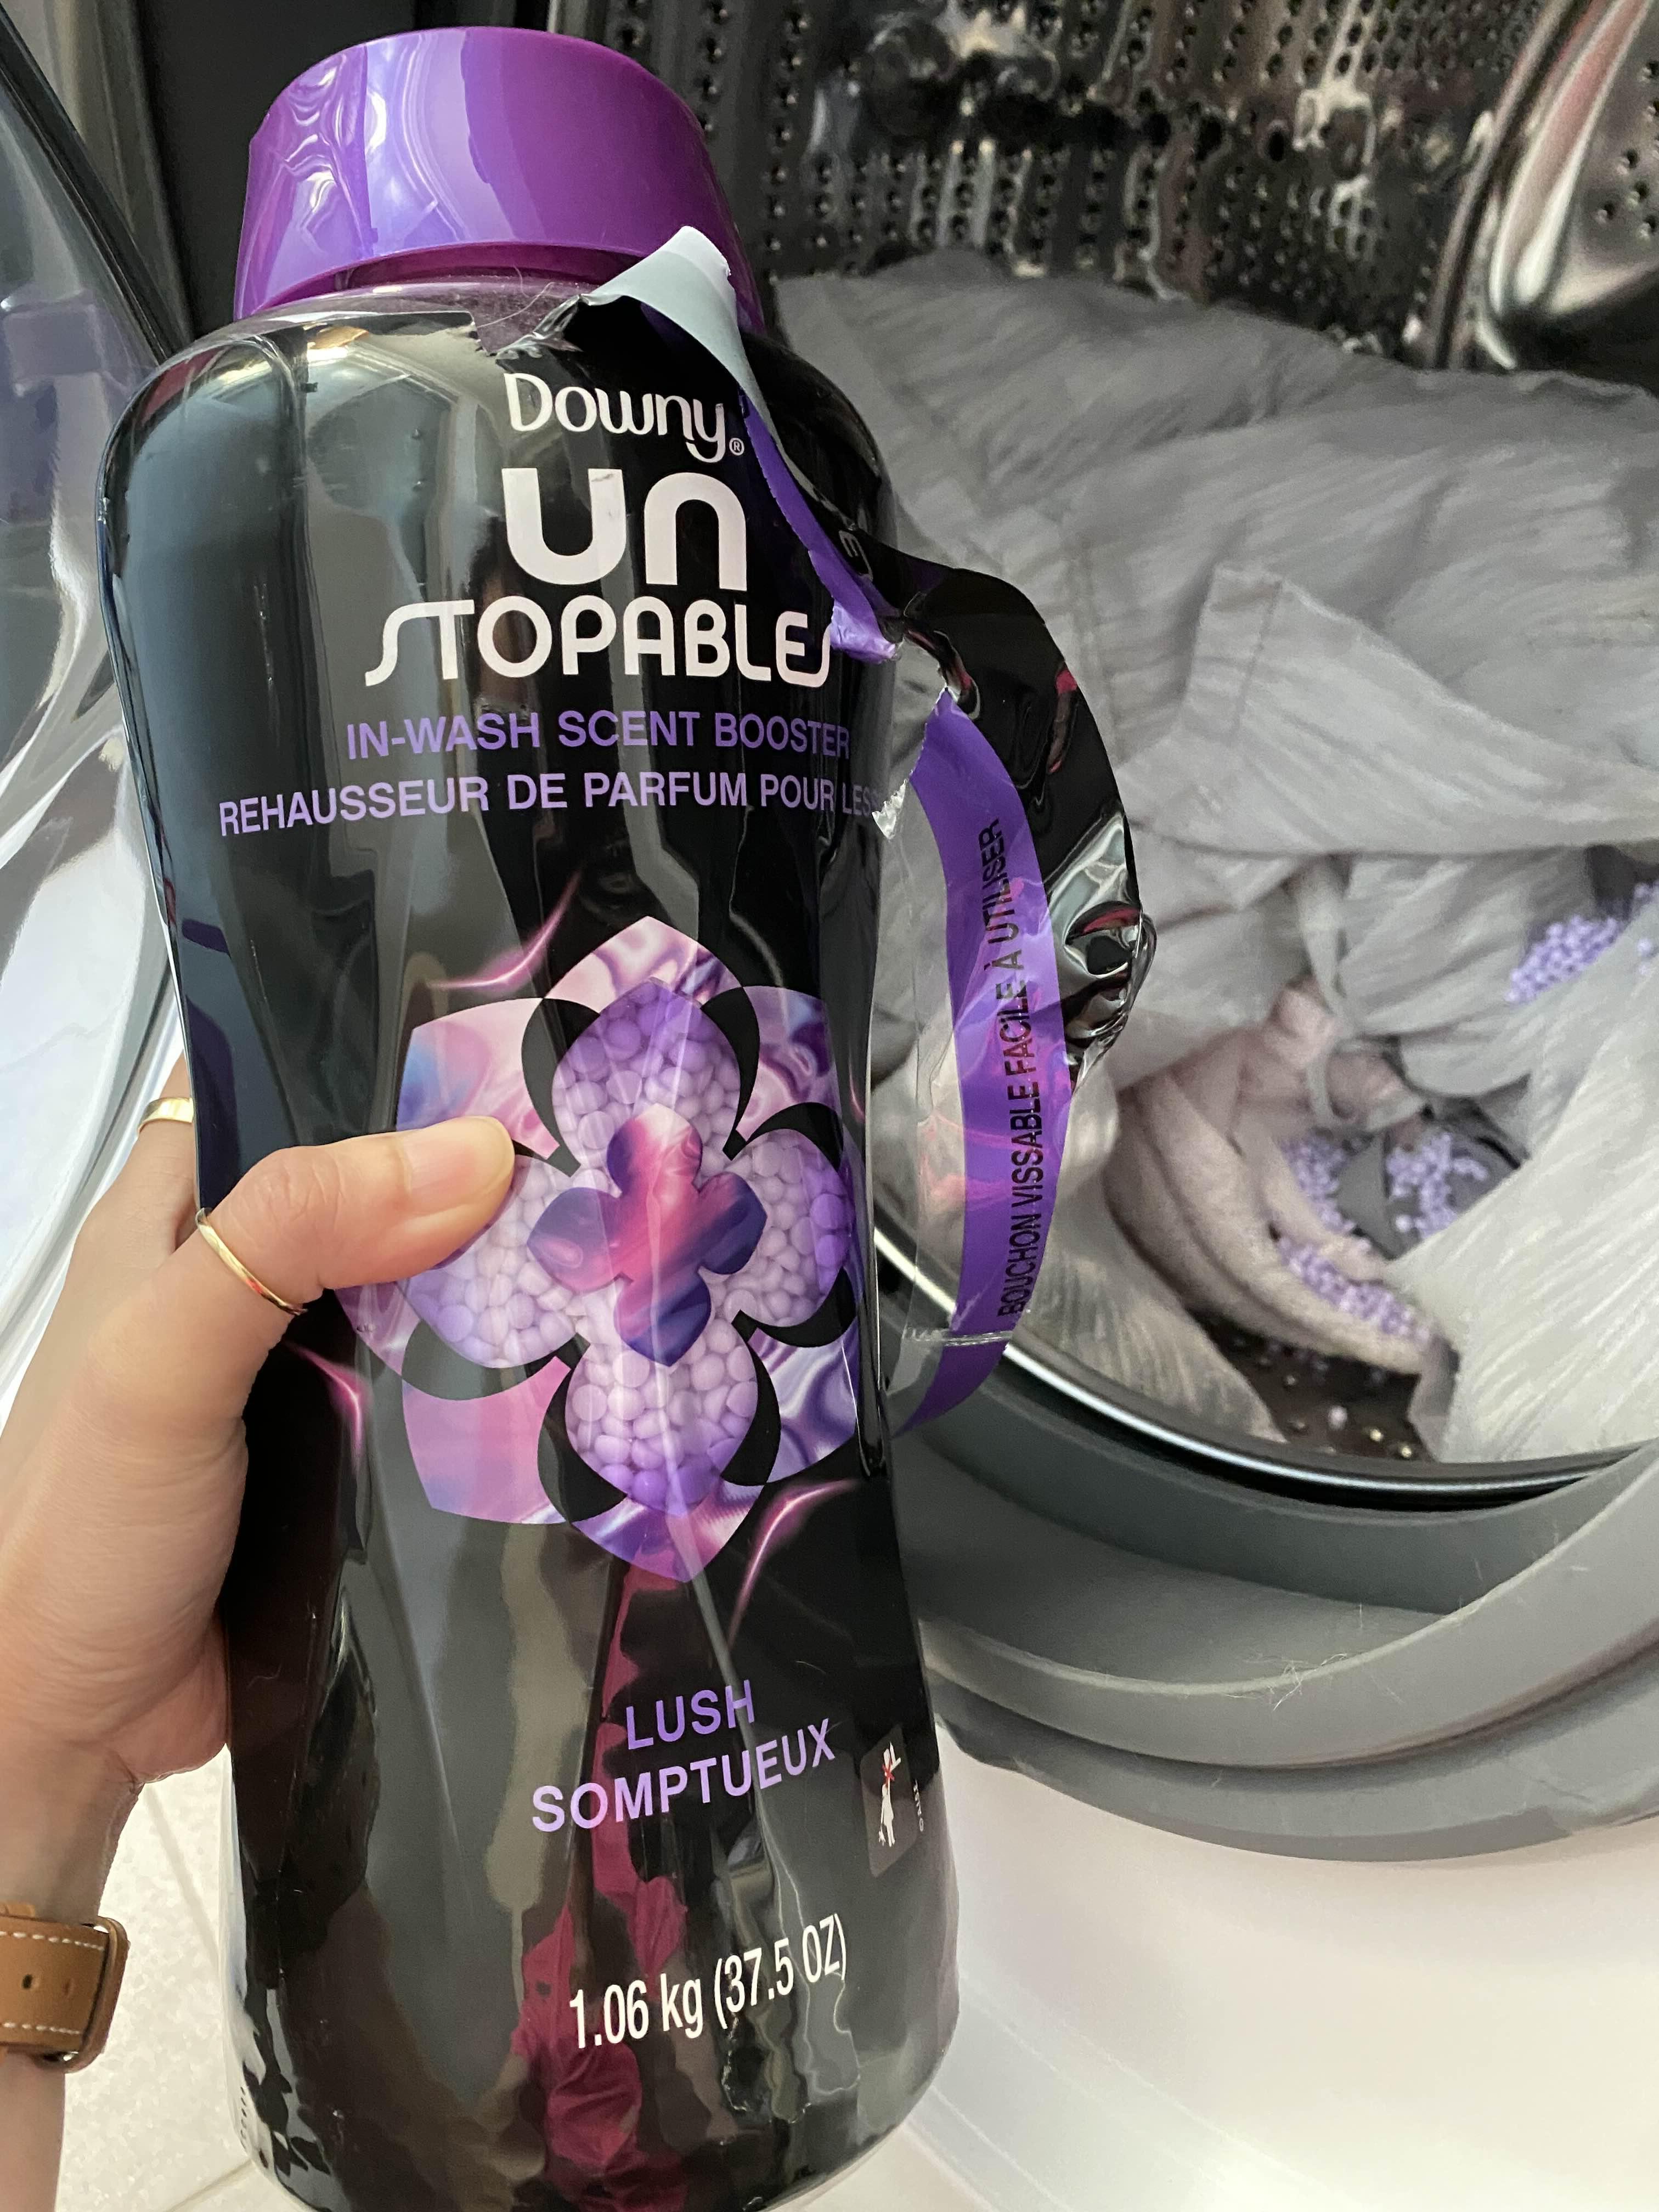 Downy®
un
STOPABLES
IN-WASH SCENT BOOSTER
REHAUSSEUR DE PARFUM POUR LES
BOUCHON VISSABLE FACILE À UTILISER
LUSH
SOMPTUEUX
1.06 kg (37.5 OZ)